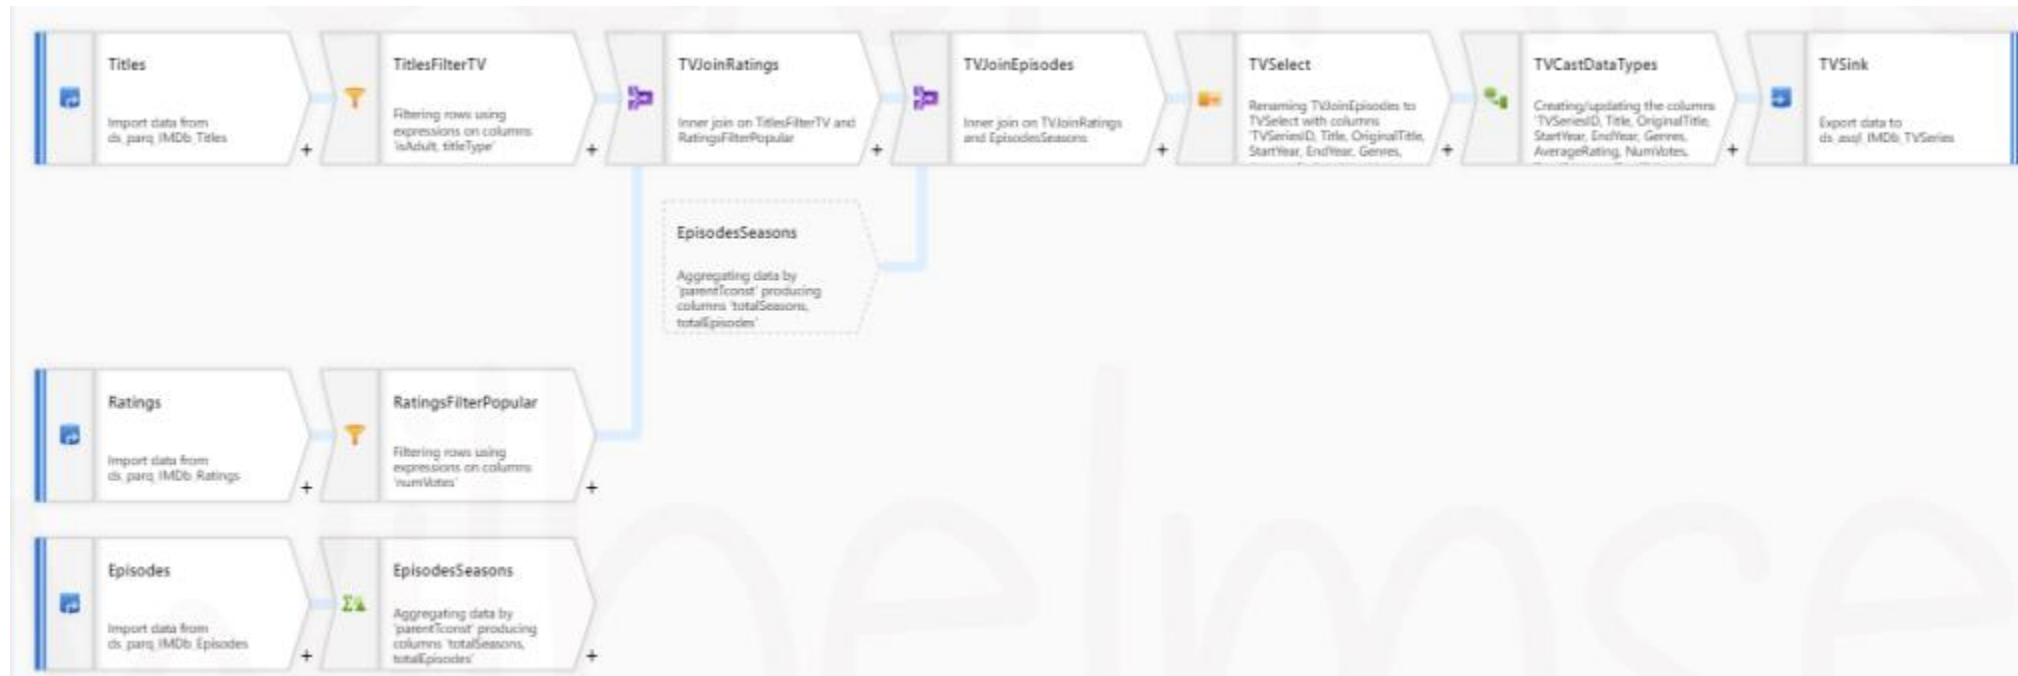 Titles
Import data from
ds_parq_IMDb_Titles
+
TitlesFilterTV
Filtering rows using
expressions on columns
'isAdult, titleType'
+
TVJoinRatings
Inner join on TitlesFilterTV and
RatingsFilterPopular
+
TVJoinEpisodes
Inner join on TVJoinRatings
and EpisodesSeasons
+
TVSelect
Renaming TVJoinEpisodes to
TVSelect with columns
'TVSeriesID, Title, OriginalTitle,
StartYear, EndYear, Genres,
+
TVCastDataTypes
Creating/updating the columns
'TVSeriesID, Title, OriginalTitle,
StartYear, EndYear, Genres,
AverageRating, NumVotes,
+
TVSink
Export data to
ds_asql_IMDb_TVSeries
EpisodesSeasons
Aggregating data by
'parentTconst' producing
columns 'totalSeasons,
totalEpisodes'
Ratings
Import data from
ds_parq_IMDb_Ratings
+
RatingsFilterPopular
Filtering rows using
expressions on columns
'numVotes'
+
Episodes
Import data from
ds_parq_IMDb_Episodes
+
EpisodesSeasons
Aggregating data by
'parentTconst' producing
columns 'totalSeasons,
totalEpisodes'
+